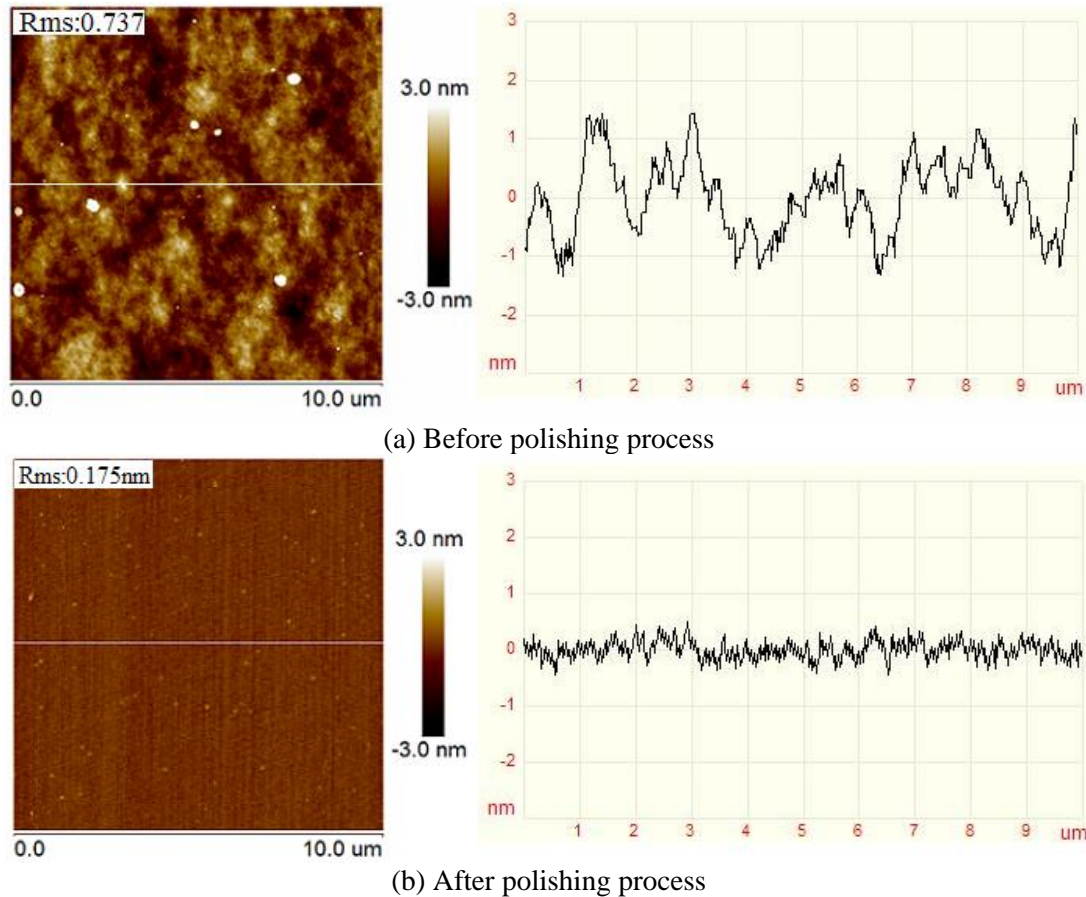 Rms:0.737
3.0 nm
-3.0 nm
0.0
10.0 um
3
2
1
0
-1
-2
nm
1 2 3 4 5 6 7 8 9 um
(a) Before polishing process
Rms:0.175nm
3.0 nm
-3.0 nm
0.0
10.0 um
3
2
1
0
-1
-2
nm
1 2 3 4 5 6 7 8 9 um
(b) After polishing process